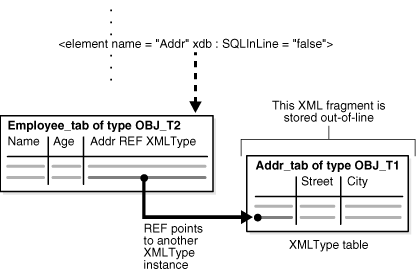 <element name = "Addr" xdb : SQLInLine = "false">
This XML fragment is
stored out-of-line
Employee_tab of type OBJ_T2
Name Age Addr REF XMLType
Addr_tab of type OBJ_T1
Street City
REF points
to another
XMLType
instance
XMLType table